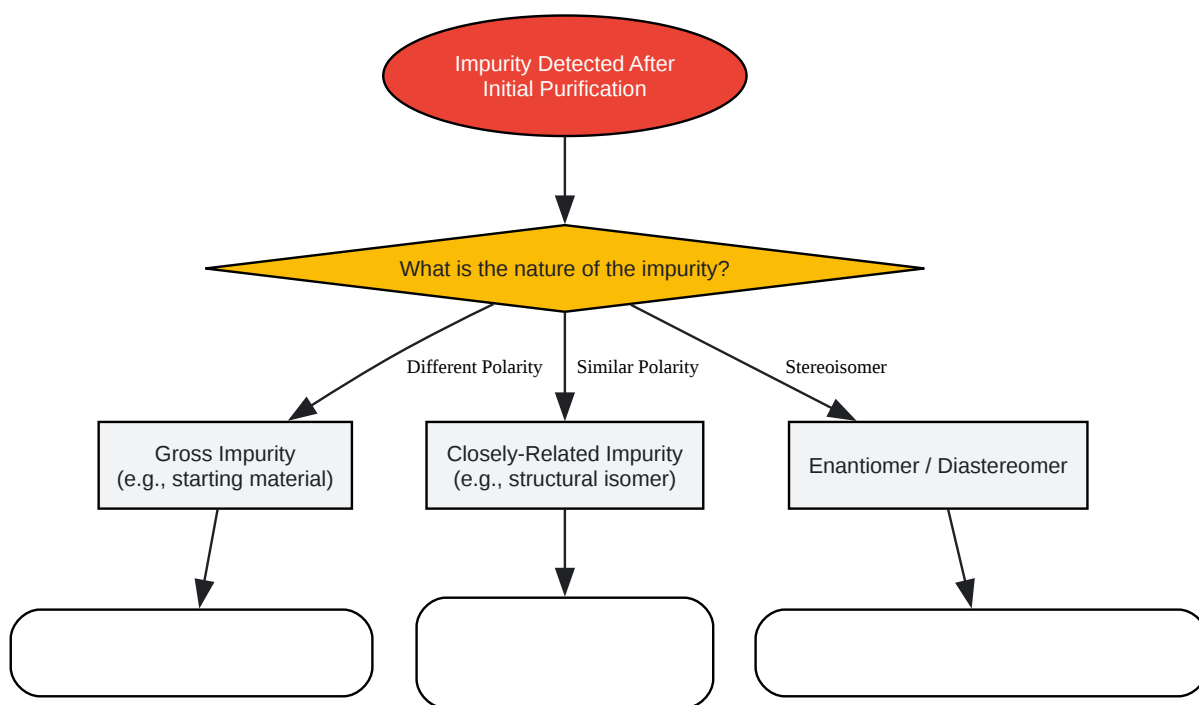 Impurity Detected After
Initial Purification
What is the nature of the impurity?
Different Polarity
Similar Polarity
Stereoisomer
Gross Impurity
(e.g., starting material)
Closely-Related Impurity
(e.g., structural isomer)
Enantiomer / Diastereomer